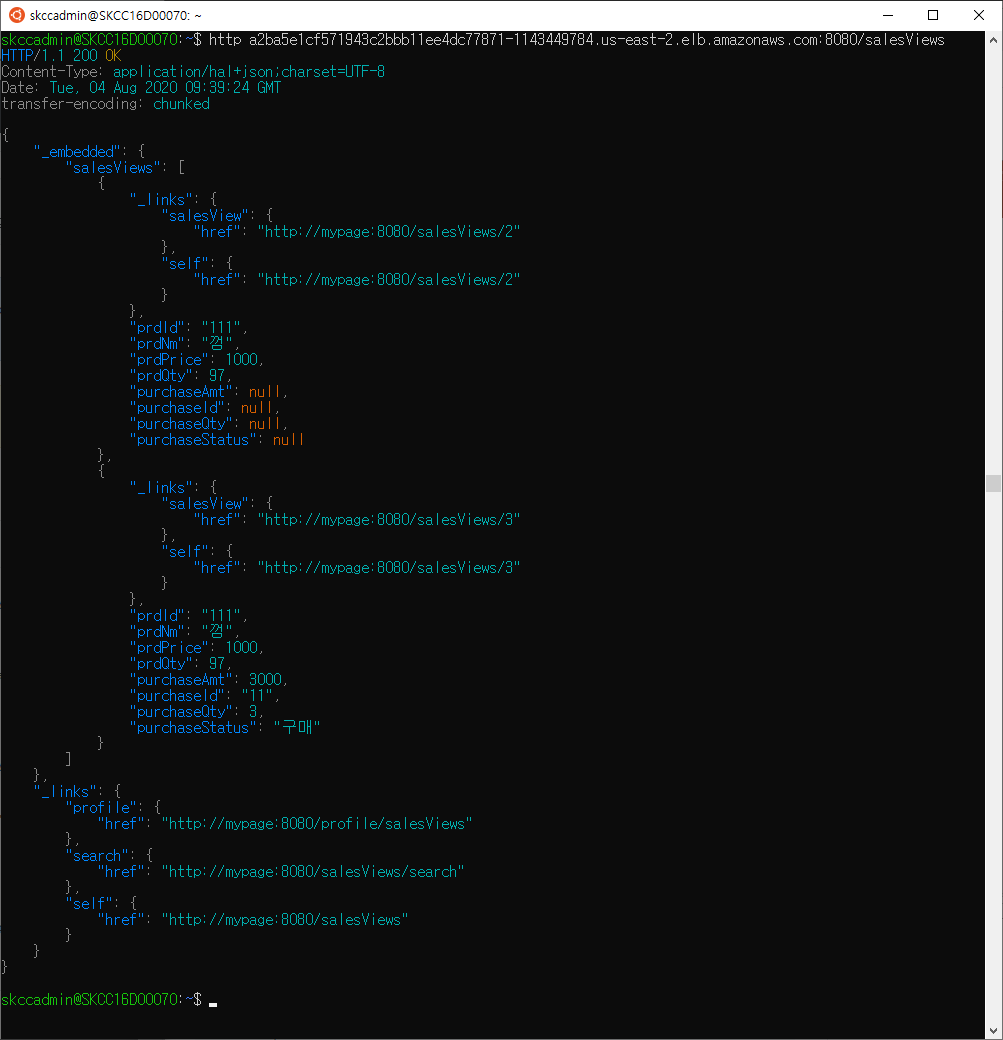 skccadmin@SKCC16D00070: ~
skccadmin@SKCC16D00070:~$ http a2ba5e1cf571943c2bbb11ee4dc77871-1143449784.us-east-2.elb.amazonaws.com:8080/salesViews
HTTP/1.1 200 OK
Content-Type: application/hal+json;charset=UTF-8
Date: Tue, 04 Aug 2020 09:39:24 GMT
transfer-encoding: chunked
{
    "_embedded": {
        "salesViews": [
            {
                "_links": {
                    "salesView": {
                        "href": "http://mypage:8080/salesViews/2"
                    },
                    "self": {
                        "href": "http://mypage:8080/salesViews/2"
                    }
                },
                "prdId": "111",
                "prdNm": "껌",
                "prdPrice": 1000,
                "prdQty": 97,
                "purchaseAmt": null,
                "purchaseId": null,
                "purchaseQty": null,
                "purchaseStatus": null
            },
            {
                "_links": {
                    "salesView": {
                        "href": "http://mypage:8080/salesViews/3"
                    },
                    "self": {
                        "href": "http://mypage:8080/salesViews/3"
                    }
                },
                "prdId": "111",
                "prdNm": "껌",
                "prdPrice": 1000,
                "prdQty": 97,
                "purchaseAmt": 3000,
                "purchaseId": "11",
                "purchaseQty": 3,
                "purchaseStatus": "구매"
            }
        ]
    },
    "_links": {
        "profile": {
            "href": "http://mypage:8080/profile/salesViews"
        },
        "search": {
            "href": "http://mypage:8080/salesViews/search"
        },
        "self": {
            "href": "http://mypage:8080/salesViews"
        }
    }
}
skccadmin@SKCC16D00070:~$